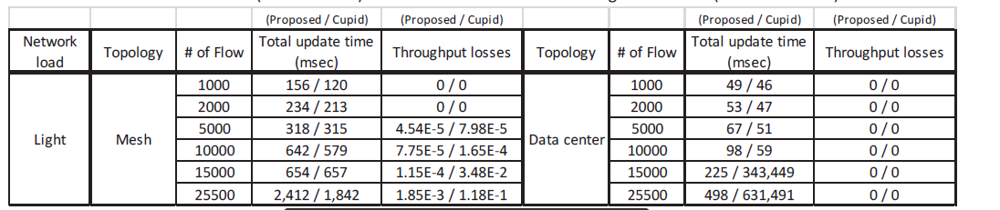 (Proposed / Cupid) (Proposed / Cupid) (Proposed / Cupid) (Proposed / Cupid)
Network load Topology # of Flow Total update time (msec) Throughput losses Topology # of Flow Total update time (msec) Throughput losses
Light Mesh 1000 156 / 120 0 / 0 Data center 1000 49 / 46 0 / 0
2000 234 / 213 0 / 0 2000 53 / 47 0 / 0
5000 318 / 315 4.54E-5 / 7.98E-5 5000 67 / 51 0 / 0
10000 642 / 579 7.75E-5 / 1.65E-4 10000 98 / 59 0 / 0
15000 654 / 657 1.15E-4 / 3.48E-2 15000 225 / 343,449 0 / 0
25500 2,412 / 1,842 1.85E-3 / 1.18E-1 25500 498 / 631,491 0 / 0